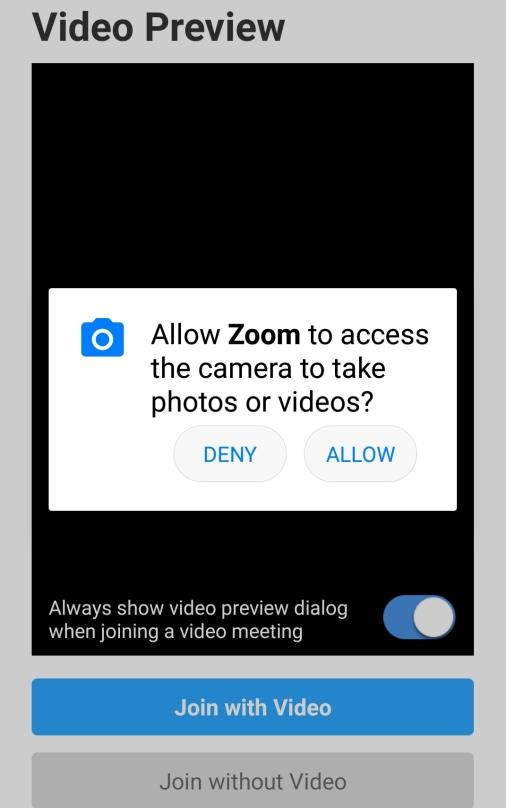 Video Preview
Allow Zoom to access
the camera to take
photos or videos?
DENY ALLOW
Always show video preview dialog
when joining a video meeting
Join with Video
Join without Video